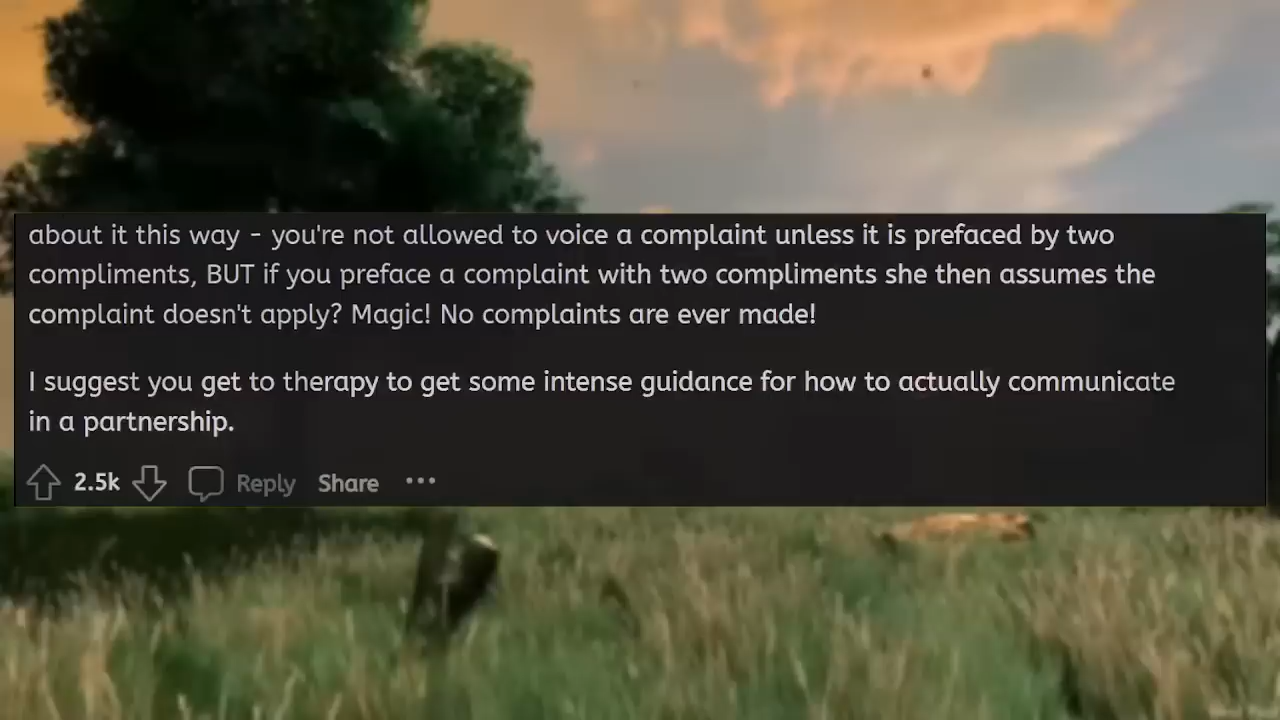 about it this way - you're not allowed to voice a complaint unless it is prefaced by two
compliments, BUT if you preface a complaint with two compliments she then assumes the
complaint doesn't apply? Magic! No complaints are ever made!
I suggest you get to therapy to get some intense guidance for how to actually communicate
in a partnership.
2.5k Reply Share •••